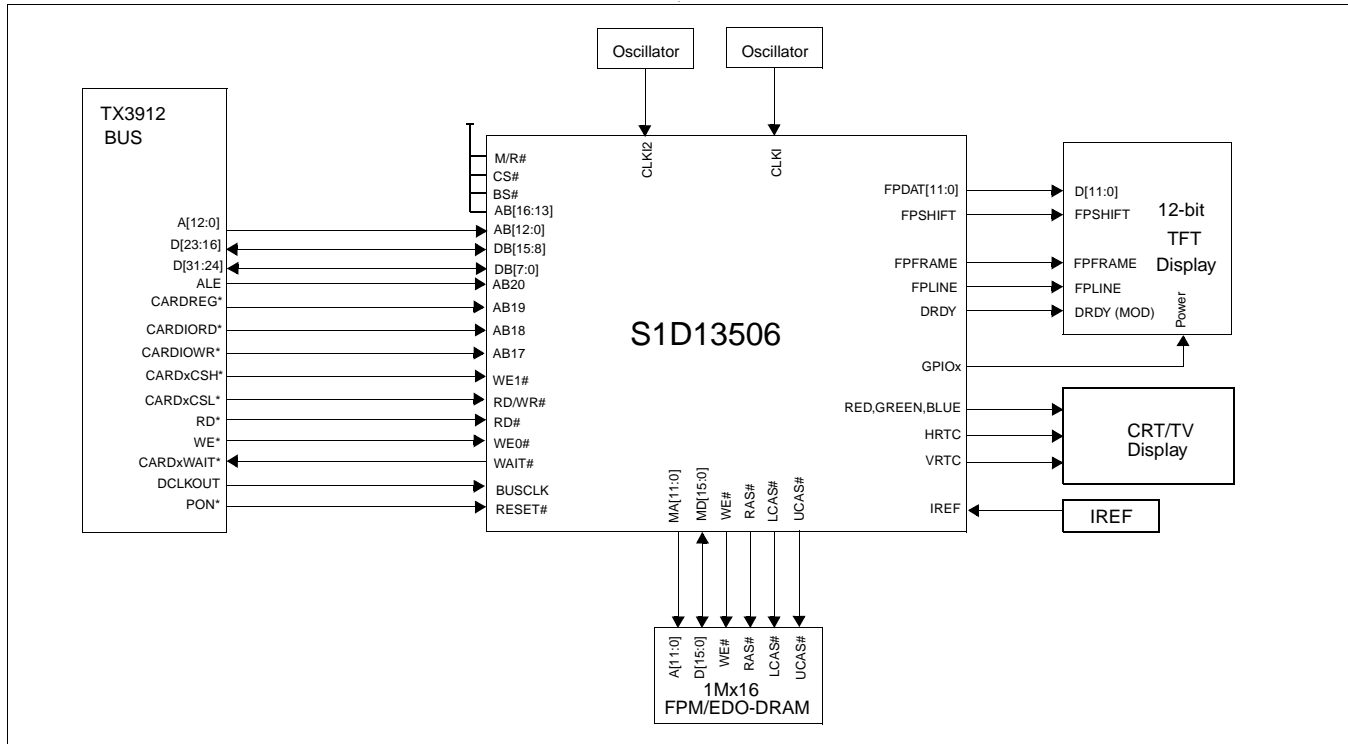 Oscillator
Oscillator
TX3912
BUS
A[12:0]
D[23:16]
D[31:24]
ALE
CARDREG*
CARDIORD*
CARDIOWR*
CARDxCSH*
CARDxCSL*
RD*
WE*
CARDxWAIT*
DCLKOUT
PON*
M/R#
CS#
BS#
AB[16:13]
AB[12:0]
DB[15:8]
DB[7:0]
AB20
AB19
AB18
AB17
WE1#
RD/WR#
RD#
WE0#
WAIT#
BUSCLK
RESET#
CLKI2
CLKI
S1D13506
FPDAT[11:0]
FPSHIFT
FPFRAME
FPLINE
DRDY
GPIOx
RED,GREEN,BLUE
HRTC
VRTC
IREF
D[11:0]
FPSHIFT
FPFRAME
FPLINE
DRDY (MOD)
12-bit
TFT
Display
Power
CRT/TV
Display
IREF
MA[11:0]
MD[15:0]
WE#
RAS#
LCAS#
UCAS#
A[11:0]
D[15:0]
WE#
RAS#
LCAS#
UCAS#
1Mx16
FPM/EDO-DRAM